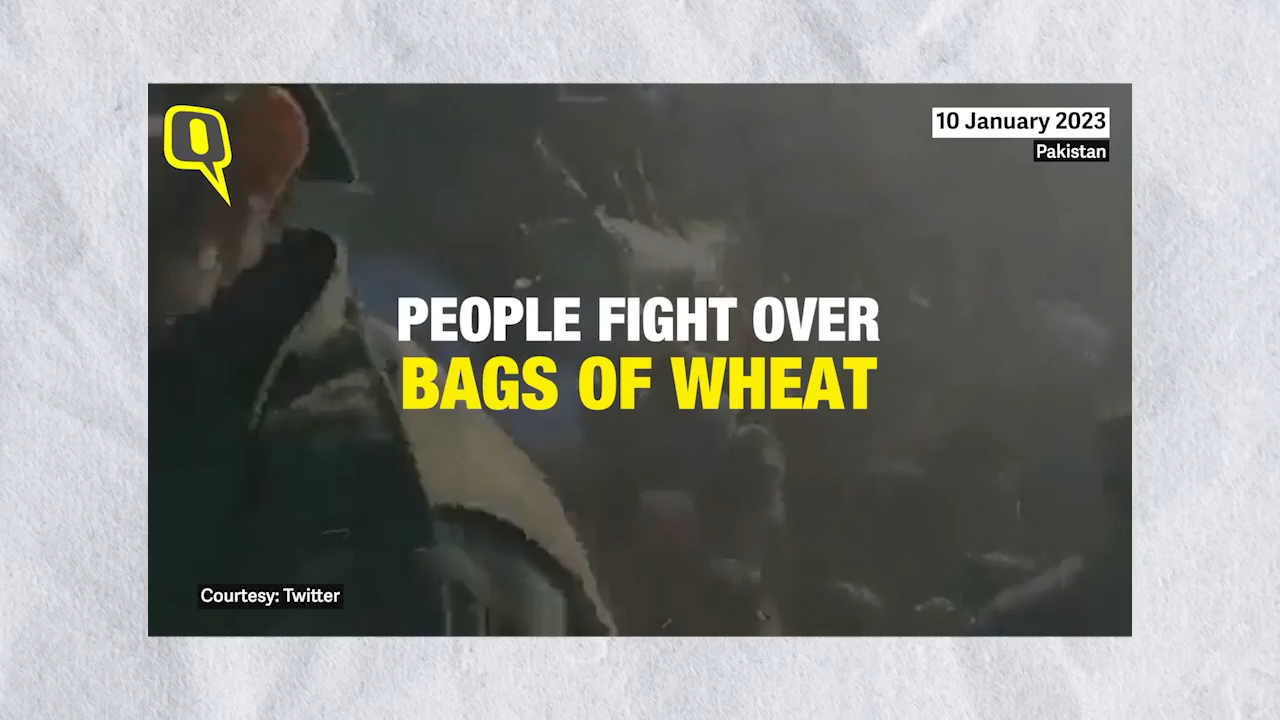 Q
10 January 2023
Pakistan
PEOPLE FIGHT OVER
BAGS OF WHEAT
Courtesy: Twitter